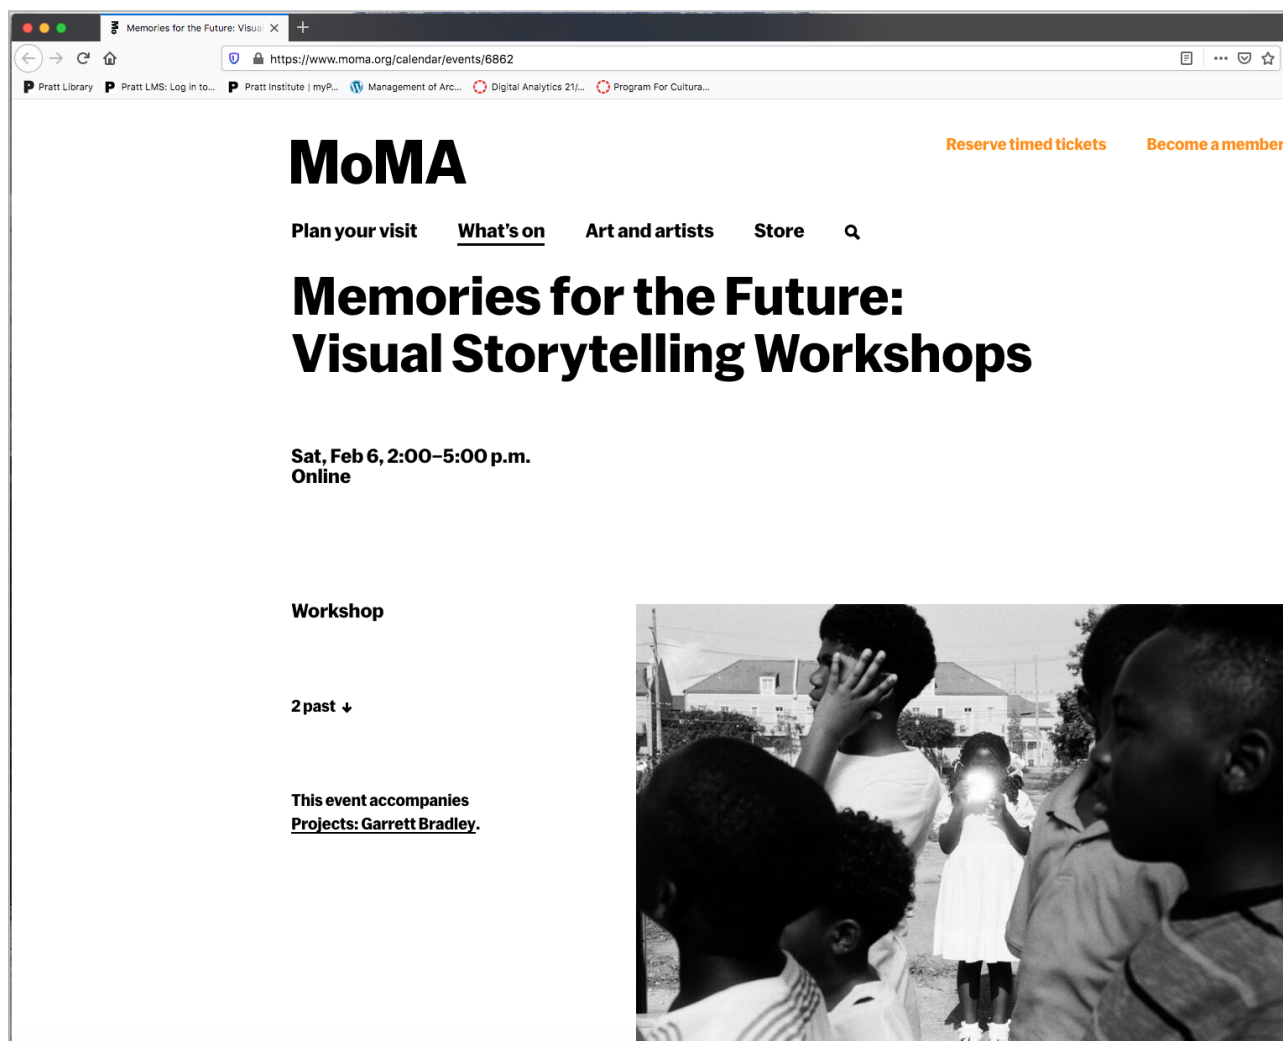 Memories for the Future: Visual
https://www.moma.org/calendar/events/6862
Pratt Library
Pratt LMS: Log in to...
Pratt Institute | myP...
Management of Arc...
Digital Analytics 21/...
Program For Cultura...
MoMA
Reserve timed tickets
Become a member
Plan your visit
What's on
Art and artists
Store
Memories for the Future:
Visual Storytelling Workshops
Sat, Feb 6, 2:00–5:00 p.m.
Online
Workshop
2 past ↓
This event accompanies
Projects: Garrett Bradley.